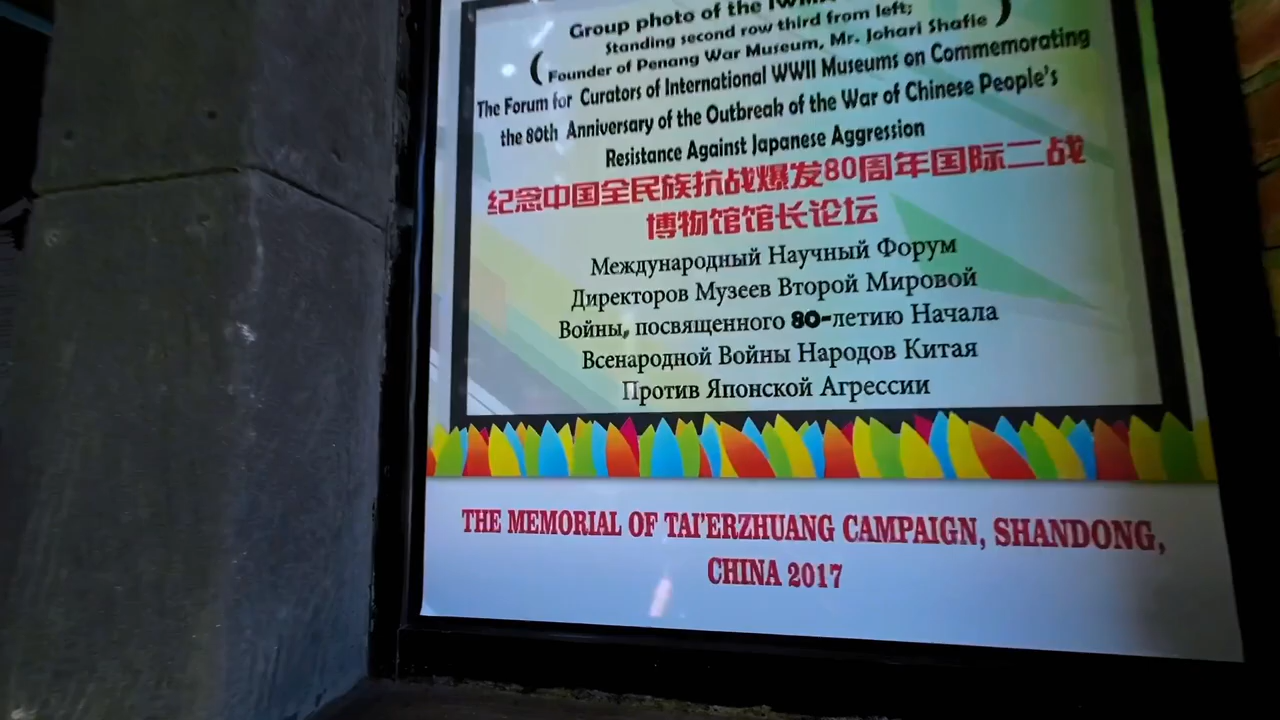 Group photo of the
Standing second row third from left;
( Founder of Penang War Museum, Mr. Johari Shafie )
The Forum for Curators of International WWII Museums on Commemorating
the 80th Anniversary of the Outbreak of the War of Chinese People's
Resistance Against Japanese Aggression
纪念中国全民族抗战爆发80周年国际二战
博物馆馆长论坛
Международный Научный Форум
Директоров Музеев Второй Мировой
Войны, посвященного 80-летию Начала
Всенародной Войны Народов Китая
Против Японской Агрессии
THE MEMORIAL OF TAI'ERZHUANG CAMPAIGN, SHANDONG,
CHINA 2017